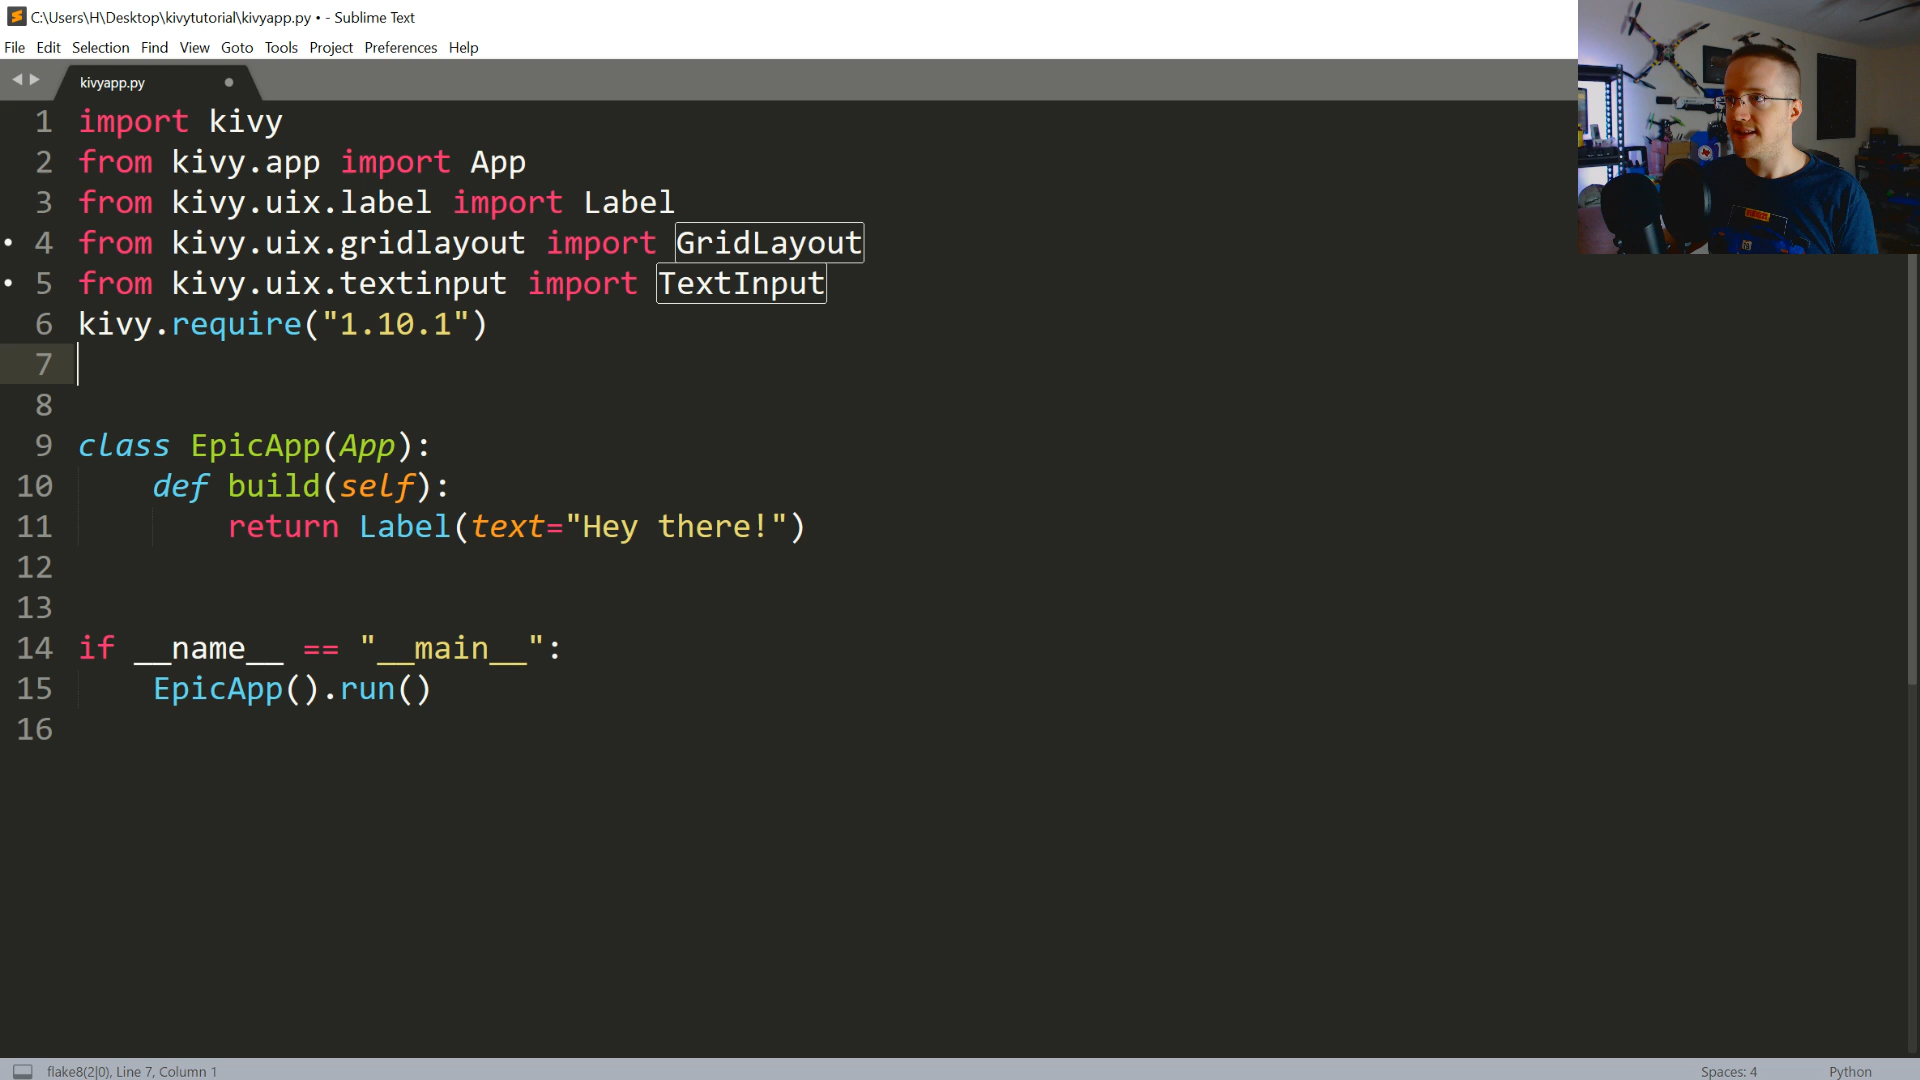 C:\Users\H\Desktop\kivytutorial\kivyapp.py • - Sublime Text
File Edit Selection Find View Goto Tools Project Preferences Help
kivyapp.py
1 import kivy
2 from kivy.app import App
3 from kivy.uix.label import Label
4 from kivy.uix.gridlayout import GridLayout
5 from kivy.uix.textinput import TextInput
6 kivy.require("1.10.1")
7
8
9 class EpicApp(App):
10     def build(self):
11         return Label(text="Hey there!")
12
13
14 if __name__ == "__main__":
15     EpicApp().run()
16
flake8(2|0), Line 7, Column 1 Spaces: 4 Python